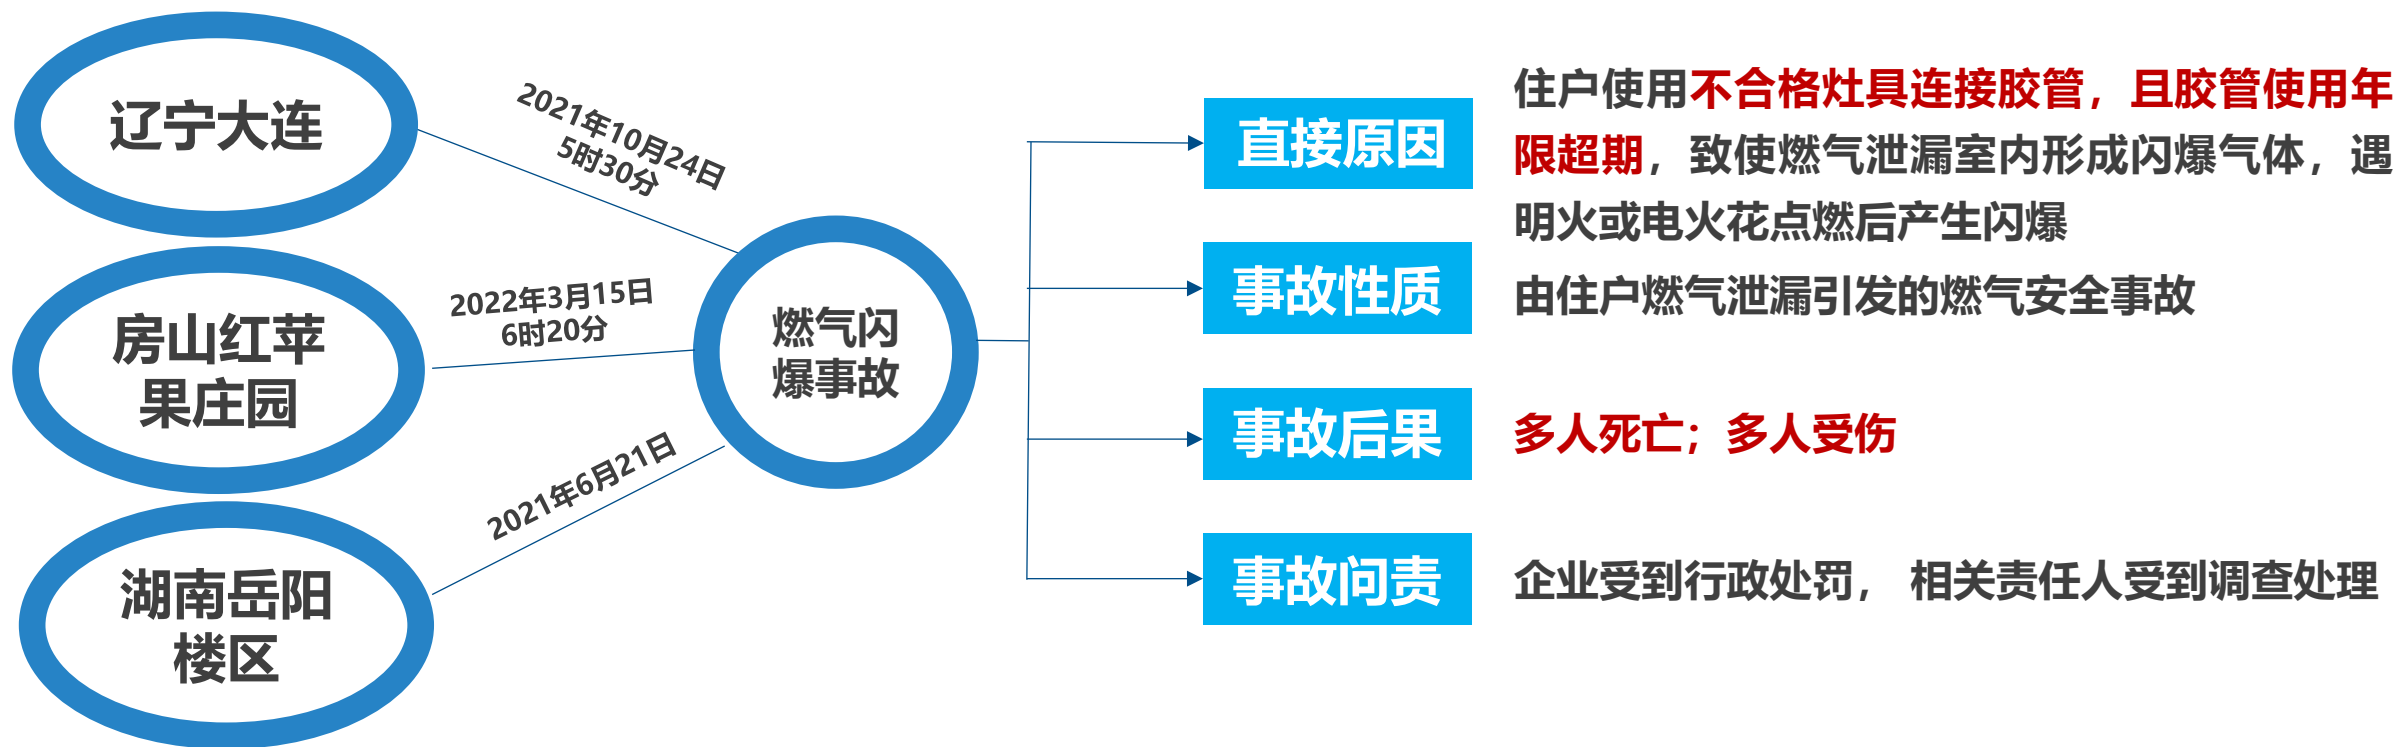 辽宁大连
2021年10月24日
5时30分
房山红苹
果庄园
2022年3月15日
6时20分
湖南岳阳
楼区
2021年6月21日
燃气闪
爆事故
直接原因
住户使用不合格灶具连接胶管，且胶管使用年
限超期，致使燃气泄漏室内形成闪爆气体，遇
明火或电火花点燃后产生闪爆
事故性质
由住户燃气泄漏引发的燃气安全事故
事故后果
多人死亡；多人受伤
事故问责
企业受到行政处罚， 相关责任人受到调查处理